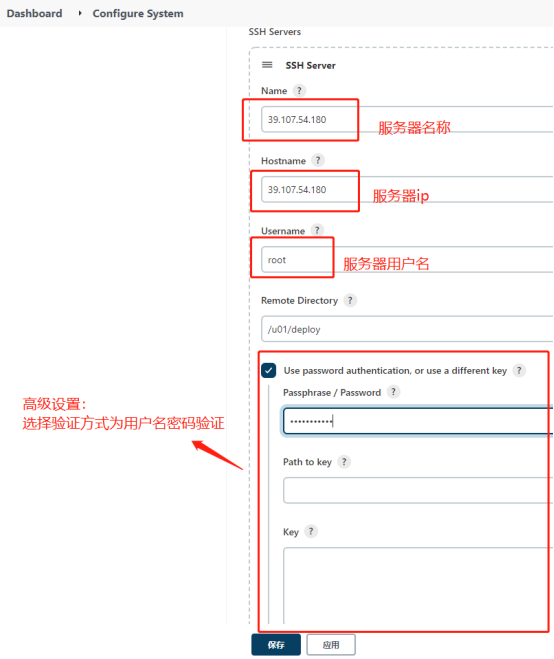 Dashboard Configure System
SSH Servers
SSH Server
Name ?
39.107.54.180
服务器名称
Hostname ?
39.107.54.180
服务器ip
Username ?
root
服务器用户名
Remote Directory ?
/u01/deploy
Use password authentication, or use a different key ?
Passphrase / Password ?
•••••••••••
高级设置:
选择验证方式为用户名密码验证
Path to key ?
Key ?
保存 应用